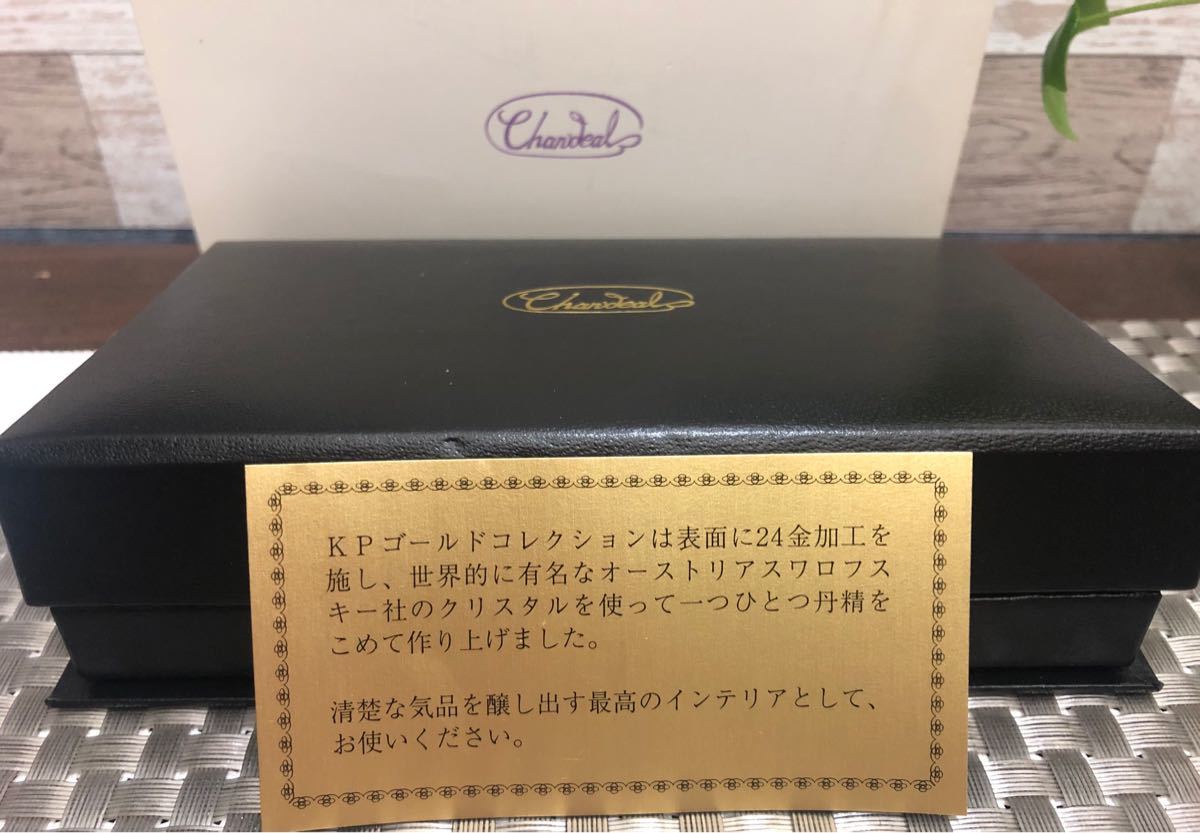 Chandeal
Chandeal
KPゴールドコレクションは表面に24金加工を
施し、世界的に有名なオーストリアスワロフス
キー社のクリスタルを使って一つひとつ丹精を
こめて作り上げました。
清楚な気品を醸し出す最高のインテリアとして、
お使いください。